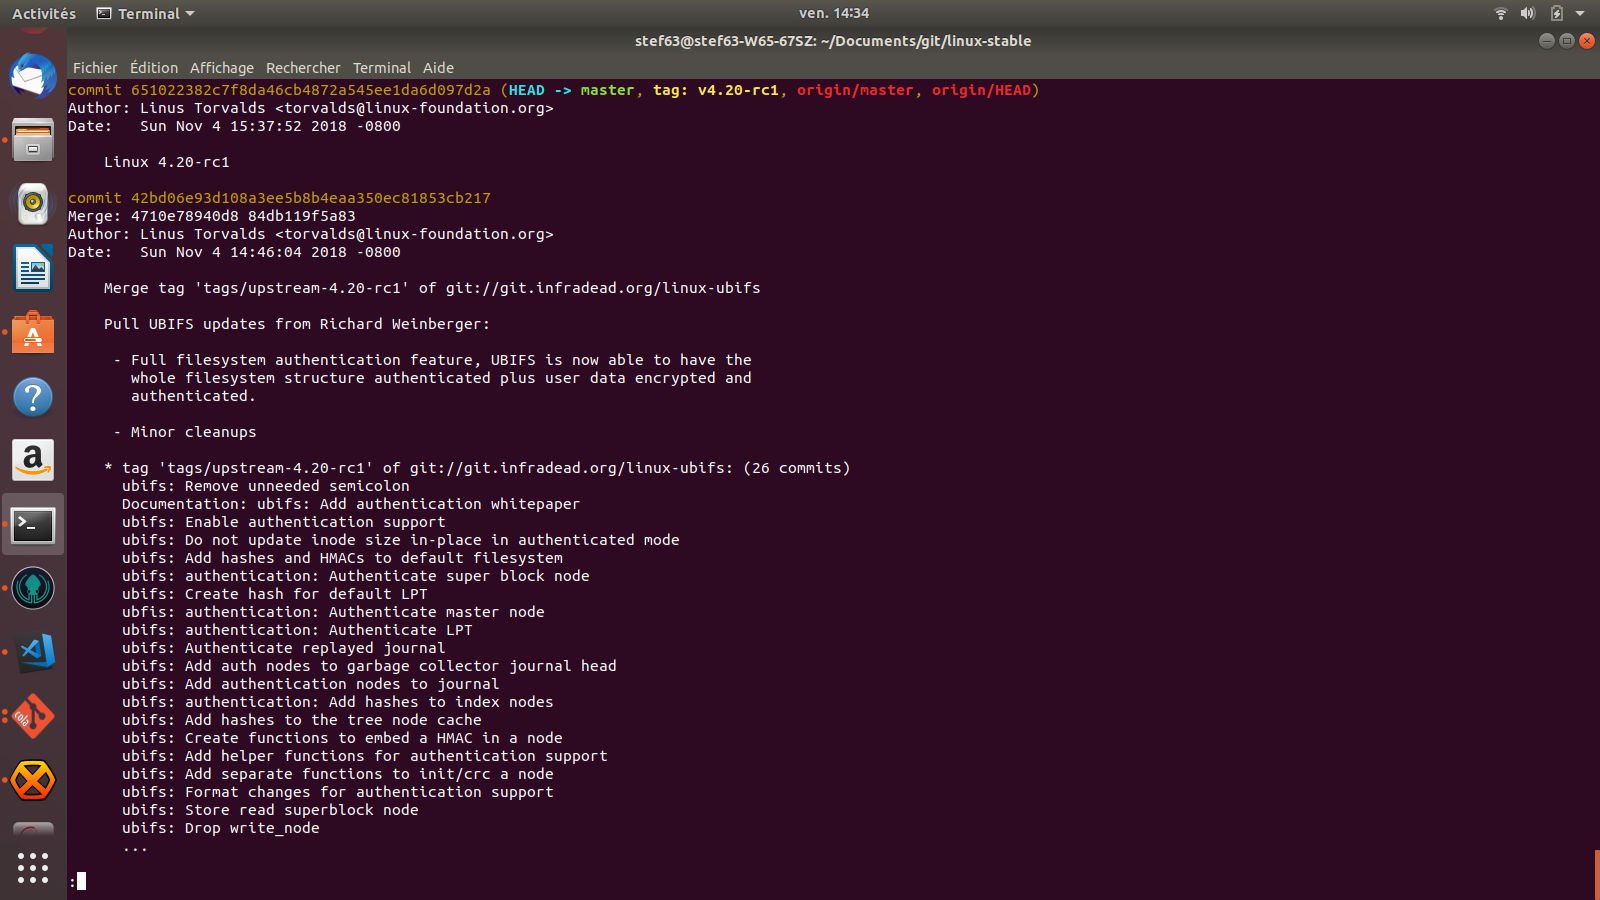 Activités Terminal ven. 14:34
stef63@stef63-W65-67SZ: ~/Documents/git/linux-stable
Fichier Édition Affichage Rechercher Terminal Aide
commit 651022382c7f8da46cb4872a545ee1da6d097d2a (HEAD -> master, tag: v4.20-rc1, origin/master, origin/HEAD)
Author: Linus Torvalds <torvalds@linux-foundation.org>
Date:   Sun Nov 4 15:37:52 2018 -0800
    Linux 4.20-rc1
commit 42bd06e93d108a3ee5b8b4eaa350ec81853cb217
Merge: 4710e78940d8 84db119f5a83
Author: Linus Torvalds <torvalds@linux-foundation.org>
Date:   Sun Nov 4 14:46:04 2018 -0800
    Merge tag 'tags/upstream-4.20-rc1' of git://git.infradead.org/linux-ubifs
    Pull UBIFS updates from Richard Weinberger:
     - Full filesystem authentication feature, UBIFS is now able to have the
       whole filesystem structure authenticated plus user data encrypted and
       authenticated.
     - Minor cleanups
    * tag 'tags/upstream-4.20-rc1' of git://git.infradead.org/linux-ubifs: (26 commits)
      ubifs: Remove unneeded semicolon
      Documentation: ubifs: Add authentication whitepaper
      ubifs: Enable authentication support
      ubifs: Do not update inode size in-place in authenticated mode
      ubifs: Add hashes and HMACs to default filesystem
      ubifs: authentication: Authenticate super block node
      ubifs: Create hash for default LPT
      ubfis: authentication: Authenticate master node
      ubifs: authentication: Authenticate LPT
      ubifs: Authenticate replayed journal
      ubifs: Add auth nodes to garbage collector journal head
      ubifs: Add authentication nodes to journal
      ubifs: authentication: Add hashes to index nodes
      ubifs: Add hashes to the tree node cache
      ubifs: Create functions to embed a HMAC in a node
      ubifs: Add helper functions for authentication support
      ubifs: Add separate functions to init/crc a node
      ubifs: Format changes for authentication support
      ubifs: Store read superblock node
      ubifs: Drop write_node
      ...
: